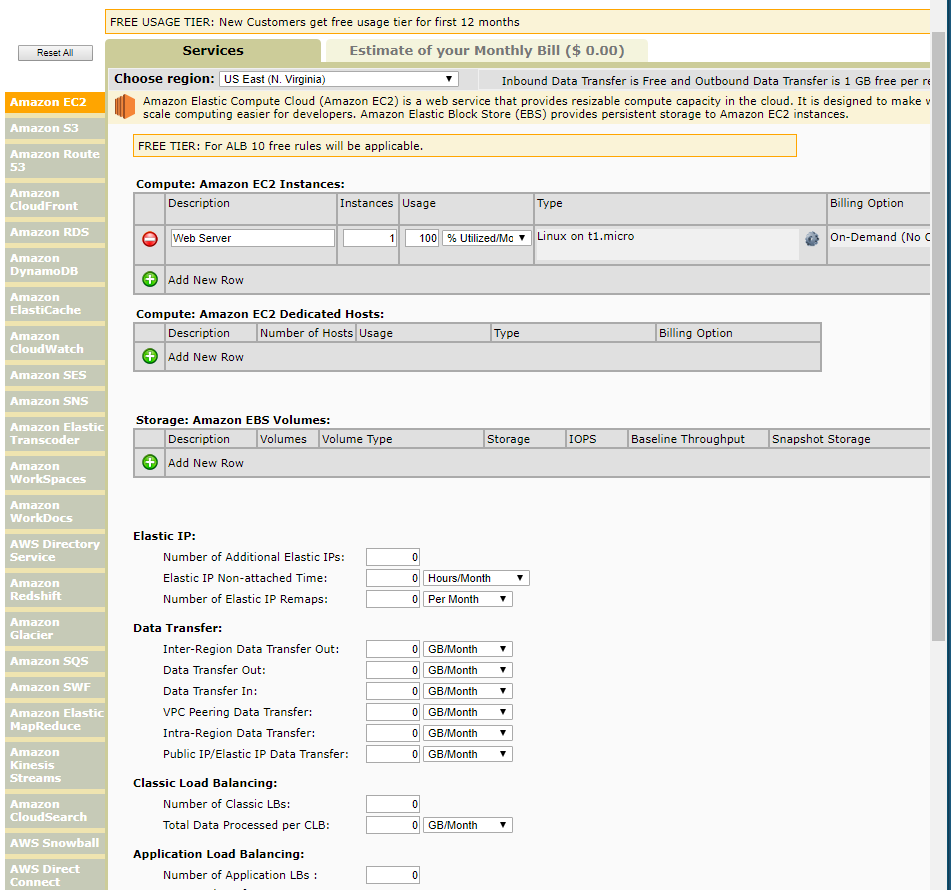 FREE USAGE TIER: New Customers get free usage tier for first 12 months
Reset All
Services
Estimate of your Monthly Bill ($ 0.00)
Choose region: US East (N. Virginia)
Inbound Data Transfer is Free and Outbound Data Transfer is 1 GB free per re
Amazon EC2
Amazon S3
Amazon Route
53
Amazon
CloudFront
Amazon RDS
Amazon
DynamoDB
Amazon
ElastiCache
Amazon
CloudWatch
Amazon SES
Amazon SNS
Amazon Elastic
Transcoder
Amazon
WorkSpaces
Amazon
WorkDocs
AWS Directory
Service
Amazon
Redshift
Amazon
Glacier
Amazon SQS
Amazon SWF
Amazon Elastic
MapReduce
Amazon
Kinesis
Streams
Amazon
CloudSearch
AWS Snowball
AWS Direct
Connect
Amazon Elastic Compute Cloud (Amazon EC2) is a web service that provides resizable compute capacity in the cloud. It is designed to make w
scale computing easier for developers. Amazon Elastic Block Store (EBS) provides persistent storage to Amazon EC2 instances.
FREE TIER: For ALB 10 free rules will be applicable.
Compute: Amazon EC2 Instances:
Description Instances Usage Type Billing Option
Web Server 1 100 % Utilized/Mo Linux on t1.micro On-Demand (No C
Add New Row
Compute: Amazon EC2 Dedicated Hosts:
Description Number of Hosts Usage Type Billing Option
Add New Row
Storage: Amazon EBS Volumes:
Description Volumes Volume Type Storage IOPS Baseline Throughput Snapshot Storage
Add New Row
Elastic IP:
Number of Additional Elastic IPs: 0
Elastic IP Non-attached Time: 0 Hours/Month
Number of Elastic IP Remaps: 0 Per Month
Data Transfer:
Inter-Region Data Transfer Out: 0 GB/Month
Data Transfer Out: 0 GB/Month
Data Transfer In: 0 GB/Month
VPC Peering Data Transfer: 0 GB/Month
Intra-Region Data Transfer: 0 GB/Month
Public IP/Elastic IP Data Transfer: 0 GB/Month
Classic Load Balancing:
Number of Classic LBs: 0
Total Data Processed per CLB: 0 GB/Month
Application Load Balancing:
Number of Application LBs : 0